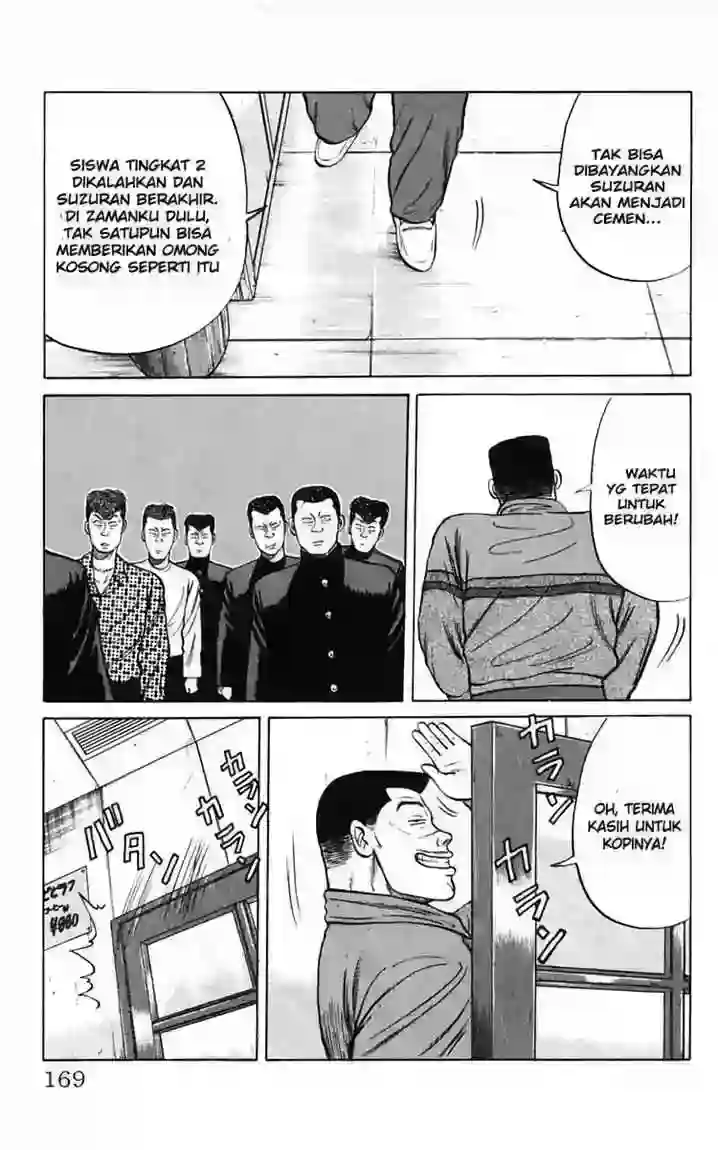 TAK BISA
DIBAYANGKAN
SUZURAN
AKAN MENJADI
CEMEN...
SISWA TINGKAT 2
DIKALAHKAN DAN
SUZURAN BERAKHIR.
DI ZAMANKU DULU,
TAK SATUPUN BISA
MEMBERIKAN OMONG
KOSONG SEPERTI ITU
WAKTU
YG TEPAT
UNTUK
BERUBAH!
カラン
カラン
OH, TERIMA
KASIH UNTUK
KOPINYA!
カラン
カラン
バタン
¥860
169